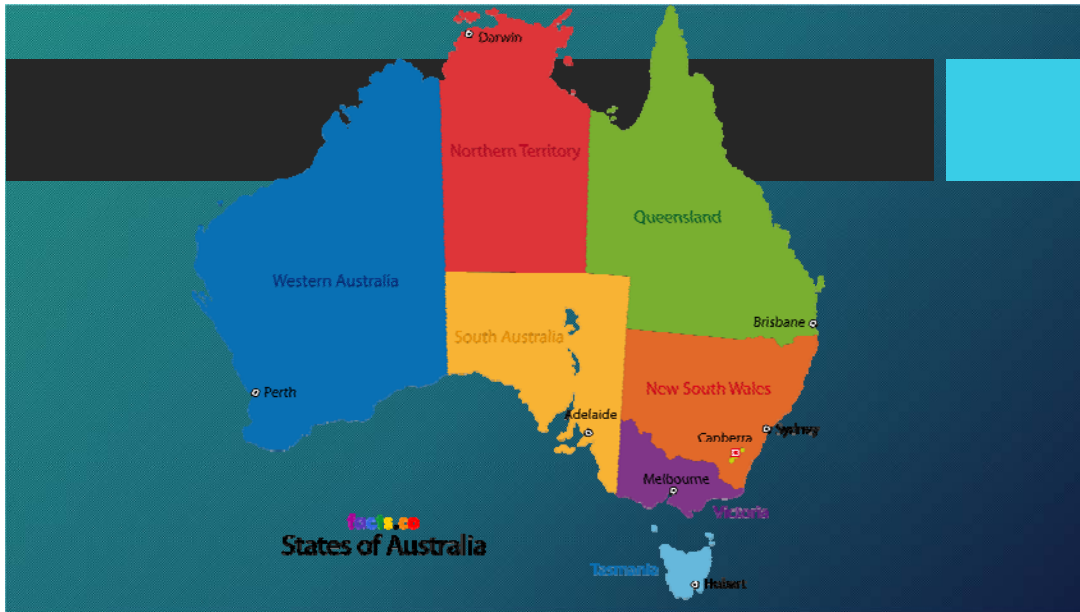 Darwin
Northern Territory
Queensland
Western Australia
Brisbane
South Australia
New South Wales
Perth
Adelaide
Sydney
Canberra
Melbourne
Victoria
facts.co
States of Australia
Tasmania
Hobart